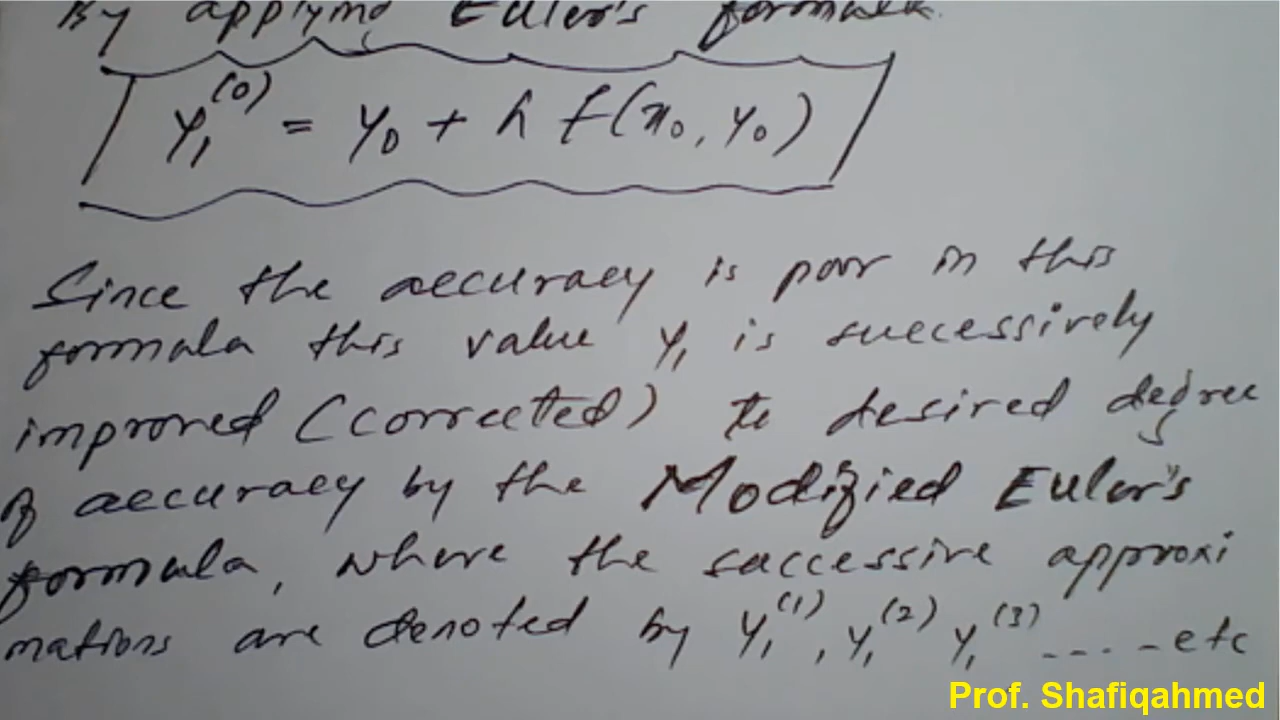 By applying Euler's formula.
y₁⁽⁰⁾ = y₀ + h f(x₀, y₀)
Since the accuracy is poor in this
formula this value y₁ is successively
improved (corrected) to desired degree
of accuracy by the Modified Euler's
formula, where the successive approxi
mations are denoted by y₁⁽¹⁾, y₁⁽²⁾ y₁⁽³⁾ ..... etc
Prof. Shafiqahmed